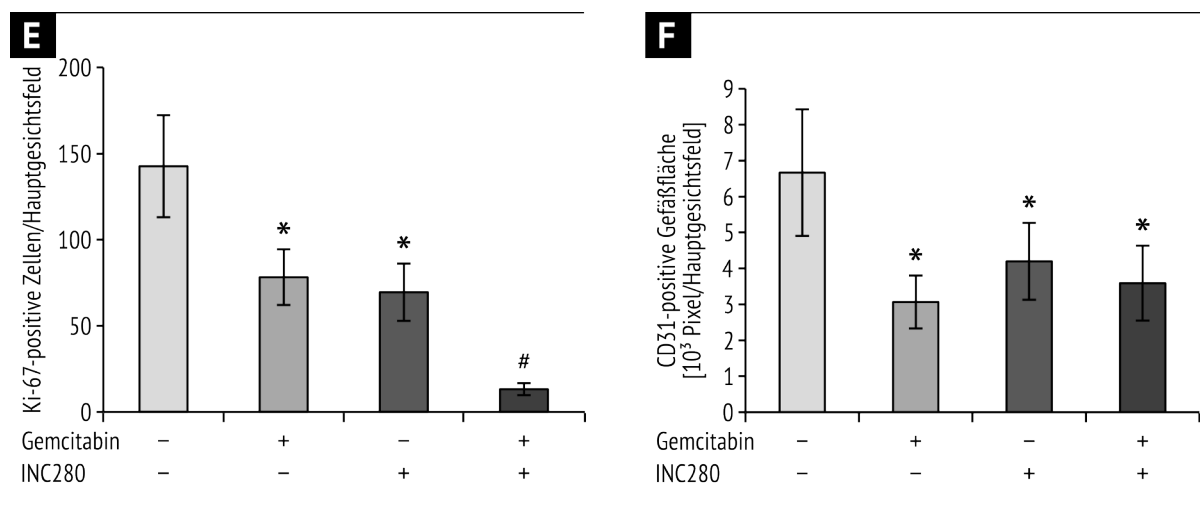 E
Ki-67-positive Zellen/Hauptgesichtsfeld
200
150
100
50
0
*
*
#
Gemcitabin – + – +
INC280 – – + +
F
CD31-positive Gefäßfläche
[10³ Pixel/Hauptgesichtsfeld]
9
8
7
6
5
4
3
2
1
0
*
*
*
Gemcitabin – + – +
INC280 – – + +